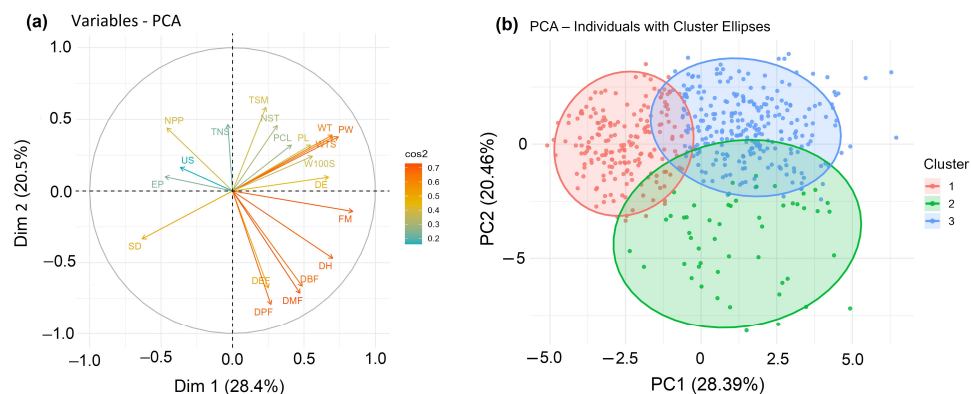 (a) Variables - PCA
1.0
0.5
0.0
−0.5
−1.0
Dim 2 (20.5%)
TSM
NPP
TNS
NST
PCL
PL
WT
PW
WTS
W100S
US
EP
DE
FM
SD
DH
DEF
DBF
DMF
DPF
−1.0 −0.5 0.0 0.5 1.0
Dim 1 (28.4%)
cos2
0.7
0.6
0.5
0.4
0.3
0.2
(b) PCA – Individuals with Cluster Ellipses
0
−5
PC2 (20.46%)
−5.0 −2.5 0 2.5 5.0
PC1 (28.39%)
Cluster
1
2
3